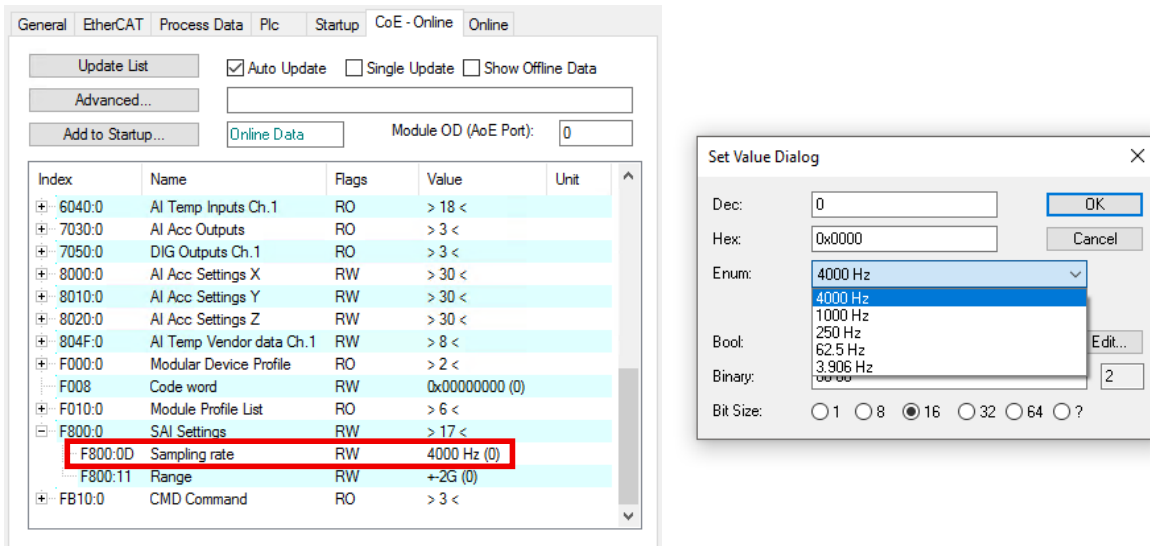 General EtherCAT Process Data Plc Startup CoE - Online Online
Update List Auto Update Single Update Show Offline Data
Advanced...
Add to Startup... Online Data Module OD (AoE Port): 0
Index Name Flags Value Unit
6040:0 AI Temp Inputs Ch.1 RO > 18 <
7030:0 AI Acc Outputs RO > 3 <
7050:0 DIG Outputs Ch.1 RO > 3 <
8000:0 AI Acc Settings X RW > 30 <
8010:0 AI Acc Settings Y RW > 30 <
8020:0 AI Acc Settings Z RW > 30 <
804F:0 AI Temp Vendor data Ch.1 RW > 8 <
F000:0 Modular Device Profile RO > 2 <
F008 Code word RW 0x00000000 (0)
F010:0 Module Profile List RO > 6 <
F800:0 SAI Settings RW > 17 <
F800:0D Sampling rate RW 4000 Hz (0)
F800:11 Range RW +-2G (0)
FB10:0 CMD Command RO > 3 <
Set Value Dialog
Dec: 0 OK
Hex: 0x0000 Cancel
Enum: 4000 Hz
4000 Hz
1000 Hz
250 Hz
62.5 Hz
3.906 Hz
Bool: Edit...
Binary: 2
Bit Size: 1 8 16 32 64 ?